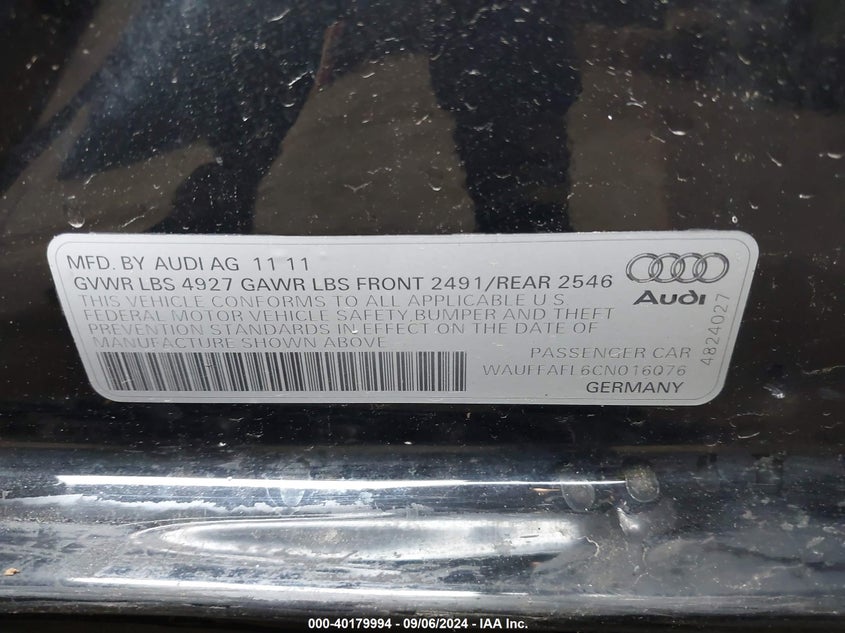 MFD. BY AUDI AG 11 11
GVWR LBS 4927 GAWR LBS FRONT 2491/REAR 2546
THIS VEHICLE CONFORMS TO ALL APPLICABLE U S
FEDERAL MOTOR VEHICLE SAFETY,BUMPER AND THEFT
PREVENTION STANDARDS IN EFFECT ON THE DATE OF
MANUFACTURE SHOWN ABOVE
PASSENGER CAR
WAUFFAFL6CN016076
GERMANY
Audi
4824027
000-40179994 - 09/06/2024 - IAA Inc.